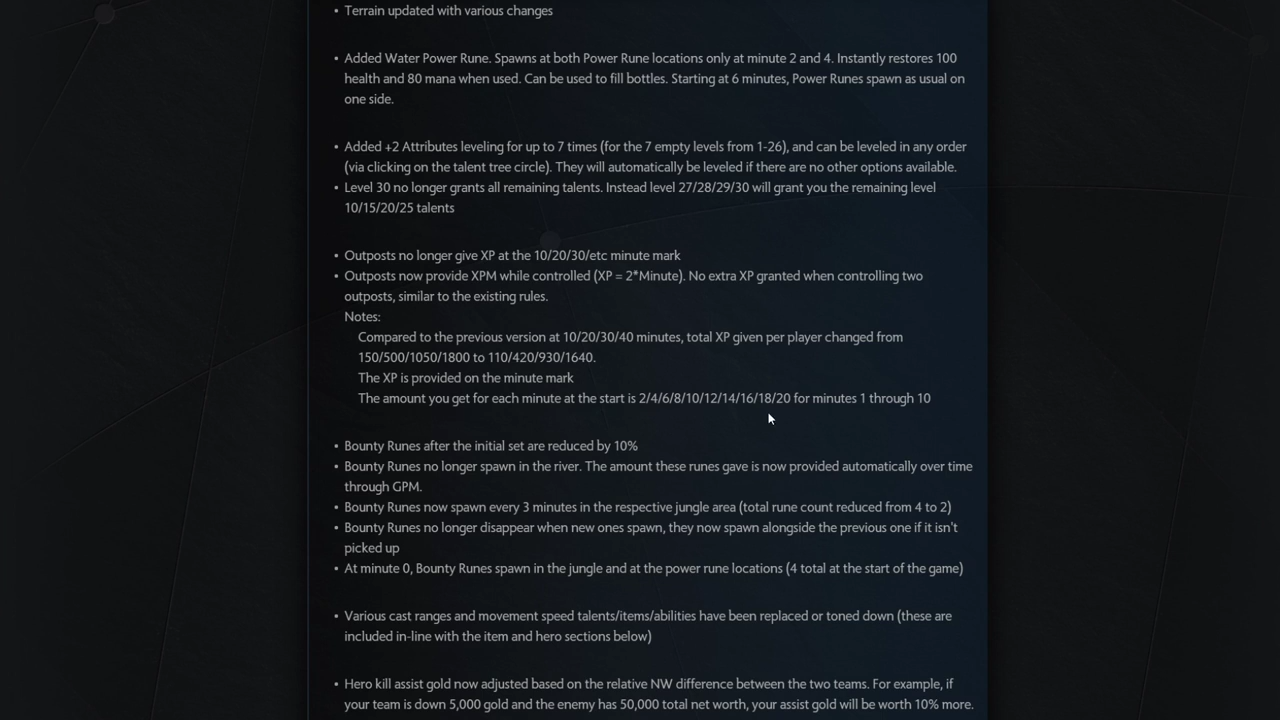 • Terrain updated with various changes
• Added Water Power Rune. Spawns at both Power Rune locations only at minute 2 and 4. Instantly restores 100
health and 80 mana when used. Can be used to fill bottles. Starting at 6 minutes, Power Runes spawn as usual on
one side.
• Added +2 Attributes leveling for up to 7 times (for the 7 empty levels from 1-26), and can be leveled in any order
(via clicking on the talent tree circle). They will automatically be leveled if there are no other options available.
• Level 30 no longer grants all remaining talents. Instead level 27/28/29/30 will grant you the remaining level
10/15/20/25 talents
• Outposts no longer give XP at the 10/20/30/etc minute mark
• Outposts now provide XPM while controlled (XP = 2*Minute). No extra XP granted when controlling two
outposts, similar to the existing rules.
Notes:
Compared to the previous version at 10/20/30/40 minutes, total XP given per player changed from
150/500/1050/1800 to 110/420/930/1640.
The XP is provided on the minute mark
The amount you get for each minute at the start is 2/4/6/8/10/12/14/16/18/20 for minutes 1 through 10
• Bounty Runes after the initial set are reduced by 10%
• Bounty Runes no longer spawn in the river. The amount these runes gave is now provided automatically over time
through GPM.
• Bounty Runes now spawn every 3 minutes in the respective jungle area (total rune count reduced from 4 to 2)
• Bounty Runes no longer disappear when new ones spawn, they now spawn alongside the previous one if it isn't
picked up
• At minute 0, Bounty Runes spawn in the jungle and at the power rune locations (4 total at the start of the game)
• Various cast ranges and movement speed talents/items/abilities have been replaced or toned down (these are
included in-line with the item and hero sections below)
• Hero kill assist gold now adjusted based on the relative NW difference between the two teams. For example, if
your team is down 5,000 gold and the enemy has 50,000 total net worth, your assist gold will be worth 10% more.